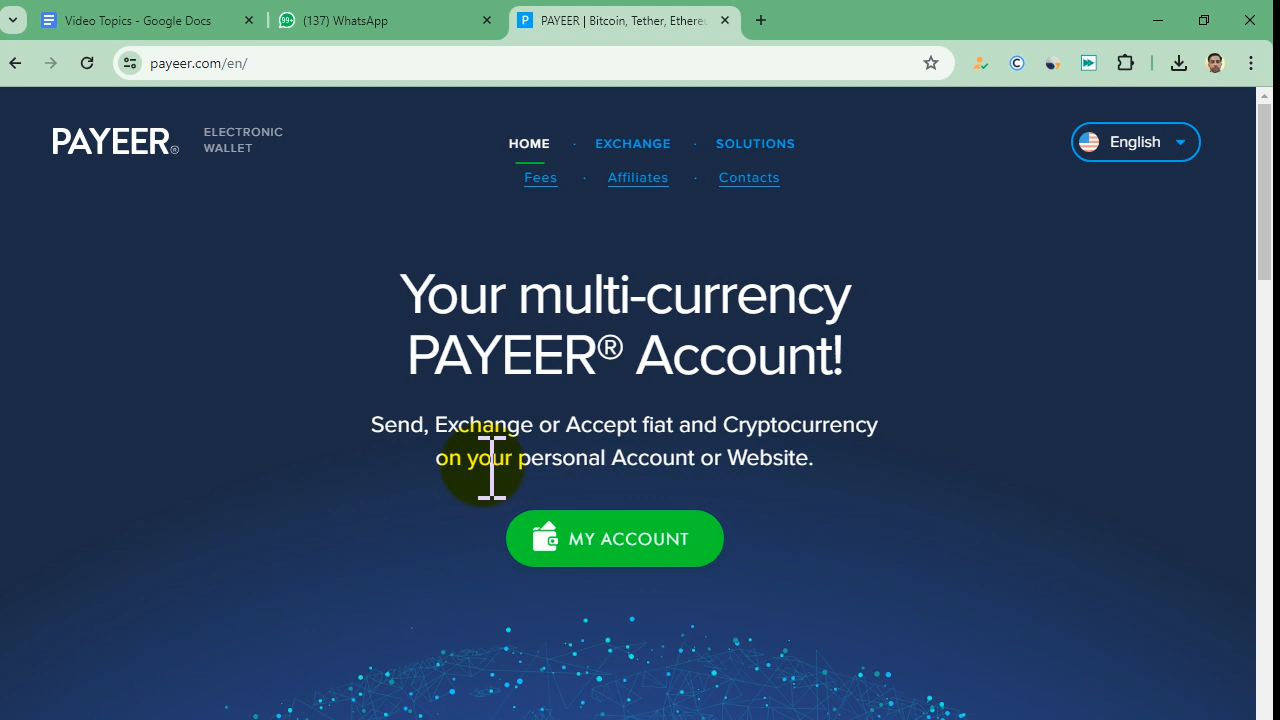 Video Topics - Google Docs
99+
(137) WhatsApp
P
PAYEER | Bitcoin, Tether, Ethereu
payeer.com/en/
PAYEER®
ELECTRONIC
WALLET
HOME · EXCHANGE · SOLUTIONS
Fees · Affiliates · Contacts
English
Your multi-currency
PAYEER® Account!
Send, Exchange or Accept fiat and Cryptocurrency
on your personal Account or Website.
MY ACCOUNT